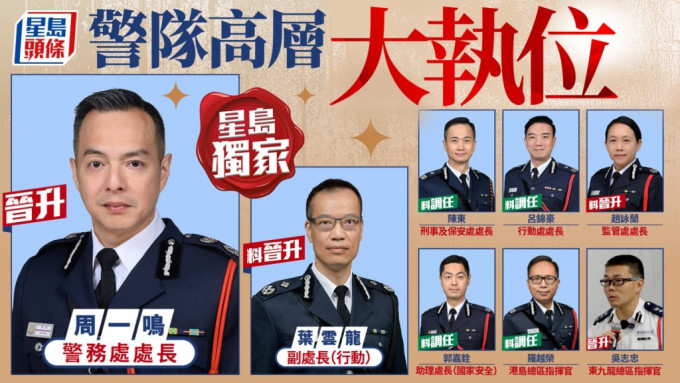 星島
頭條
警隊高層
大執位
星島
獨家
晉升
周一鳴
警務處處長
料晉升
葉雲龍
副處長(行動)
料調任
陳東
刑事及保安處處長
料調任
呂錦豪
行動處處長
料晉升
趙詠蘭
監管處處長
料調任
郭嘉銓
助理處長(國家安全)
料調任
羅越榮
港島總區指揮官
晉升
吳志忠
東九龍總區指揮官